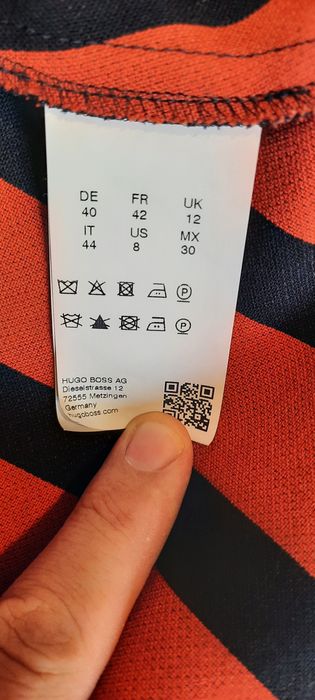 DE FR UK
40 42 12
IT US MX
44 8 30
P
P
HUGO BOSS AG
Dieselstrasse 12
72555 Metzingen
Germany
hugoboss.com